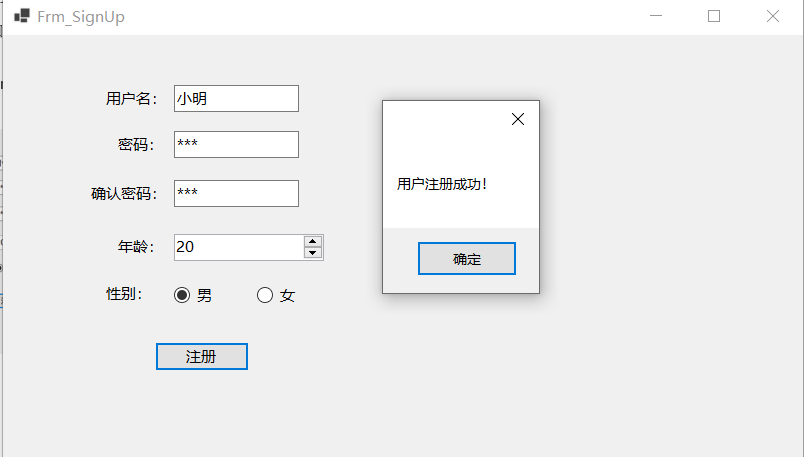 Frm_SignUp
用户名： 小明
密码： ***
确认密码： ***
年龄： 20
性别： 男 女
注册
用户注册成功！
确定